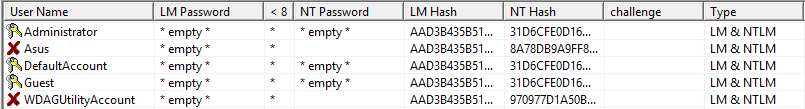 User Name LM Password < 8 NT Password LM Hash NT Hash challenge Type
Administrator * empty * * * empty * AAD3B435B51... 31D6CFE0D16... LM & NTLM
Asus * empty * * AAD3B435B51... 8A78DB9A9FF8... LM & NTLM
DefaultAccount * empty * * * empty * AAD3B435B51... 31D6CFE0D16... LM & NTLM
Guest * empty * * * empty * AAD3B435B51... 31D6CFE0D16... LM & NTLM
WDAGUtilityAccount * empty * * AAD3B435B51... 970977D1A50B... LM & NTLM